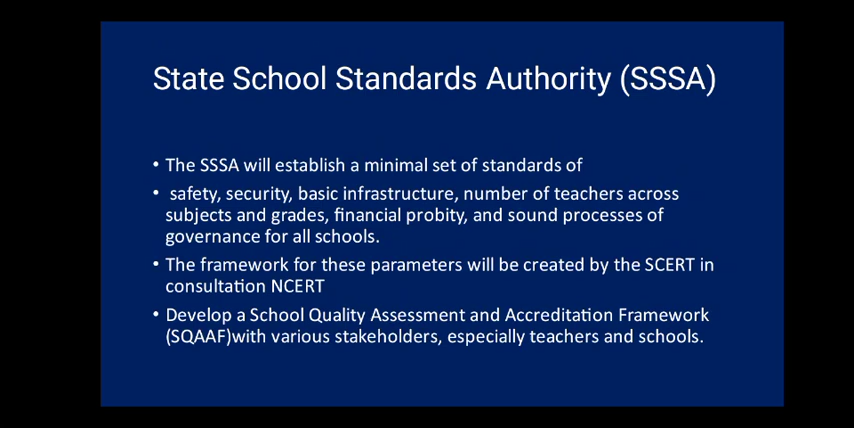 State School Standards Authority (SSSA)
• The SSSA will establish a minimal set of standards of
• safety, security, basic infrastructure, number of teachers across
subjects and grades, financial probity, and sound processes of
governance for all schools.
• The framework for these parameters will be created by the SCERT in
consultation NCERT
• Develop a School Quality Assessment and Accreditation Framework
(SQAAF)with various stakeholders, especially teachers and schools.